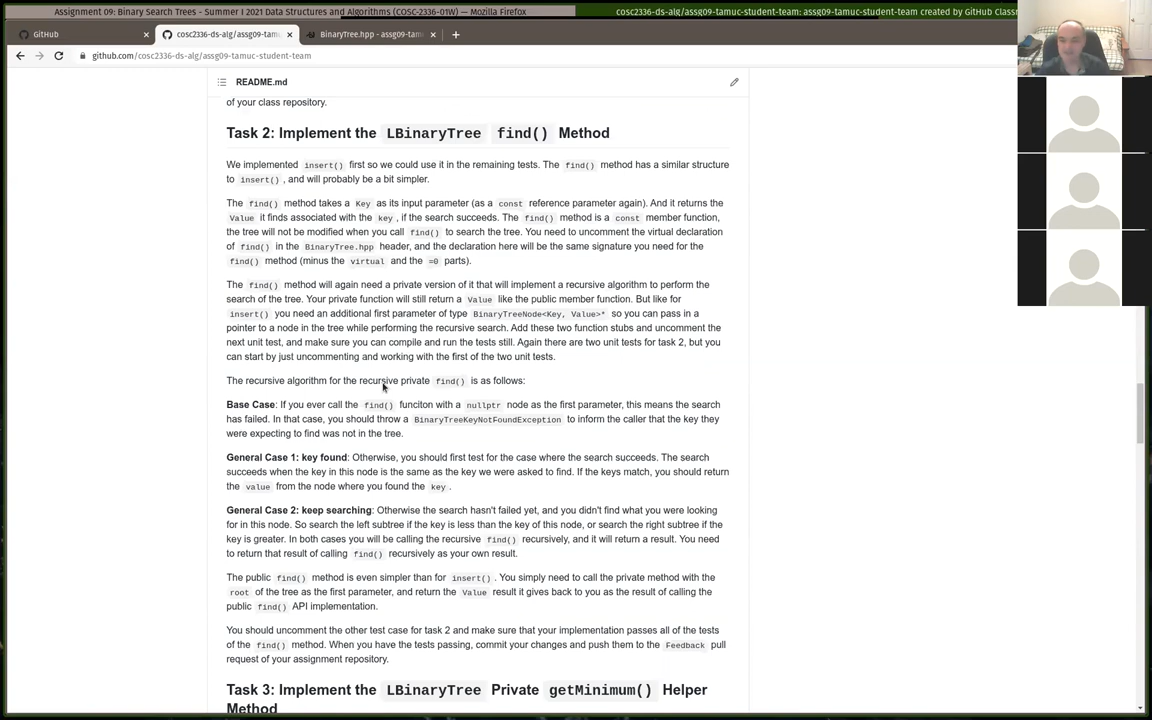 Assignment 09: Binary Search Trees - Summer I 2021 Data Structures and Algorithms (COSC-2336-01W) — Mozilla Firefox
cosc2336-ds-alg/assg09-tamuc-student-team: assg09-tamuc-student-team created by GitHub Classr
GitHub
cosc2336-ds-alg/assg09-tam
BinaryTree.hpp - assg09-tam
github.com/cosc2336-ds-alg/assg09-tamuc-student-team
README.md
of your class repository.
Task 2: Implement the LBinaryTree find() Method
We implemented insert() first so we could use it in the remaining tests. The find() method has a similar structure
to insert() , and will probably be a bit simpler.
The find() method takes a Key as its input parameter (as a const reference parameter again). And it returns the
Value it finds associated with the key , if the search succeeds. The find() method is a const member function,
the tree will not be modified when you call find() to search the tree. You need to uncomment the virtual declaration
of find() in the BinaryTree.hpp header, and the declaration here will be the same signature you need for the
find() method (minus the virtual and the =0 parts).
The find() method will again need a private version of it that will implement a recursive algorithm to perform the
search of the tree. Your private function will still return a Value like the public member function. But like for
insert() you need an additional first parameter of type BinaryTreeNode<Key, Value>* so you can pass in a
pointer to a node in the tree while performing the recursive search. Add these two function stubs and uncomment the
next unit test, and make sure you can compile and run the tests still. Again there are two unit tests for task 2, but you
can start by just uncommenting and working with the first of the two unit tests.
The recursive algorithm for the recursive private find() is as follows:
Base Case: If you ever call the find() funciton with a nullptr node as the first parameter, this means the search
has failed. In that case, you should throw a BinaryTreeKeyNotFoundException to inform the caller that the key they
were expecting to find was not in the tree.
General Case 1: key found: Otherwise, you should first test for the case where the search succeeds. The search
succeeds when the key in this node is the same as the key we were asked to find. If the keys match, you should return
the value from the node where you found the key .
General Case 2: keep searching: Otherwise the search hasn't failed yet, and you didn't find what you were looking
for in this node. So search the left subtree if the key is less than the key of this node, or search the right subtree if the
key is greater. In both cases you will be calling the recursive find() recursively, and it will return a result. You need
to return that result of calling find() recursively as your own result.
The public find() method is even simpler than for insert() . You simply need to call the private method with the
root of the tree as the first parameter, and return the Value result it gives back to you as the result of calling the
public find() API implementation.
You should uncomment the other test case for task 2 and make sure that your implementation passes all of the tests
of the find() method. When you have the tests passing, commit your changes and push them to the Feedback pull
request of your assignment repository.
Task 3: Implement the LBinaryTree Private getMinimum() Helper
Method